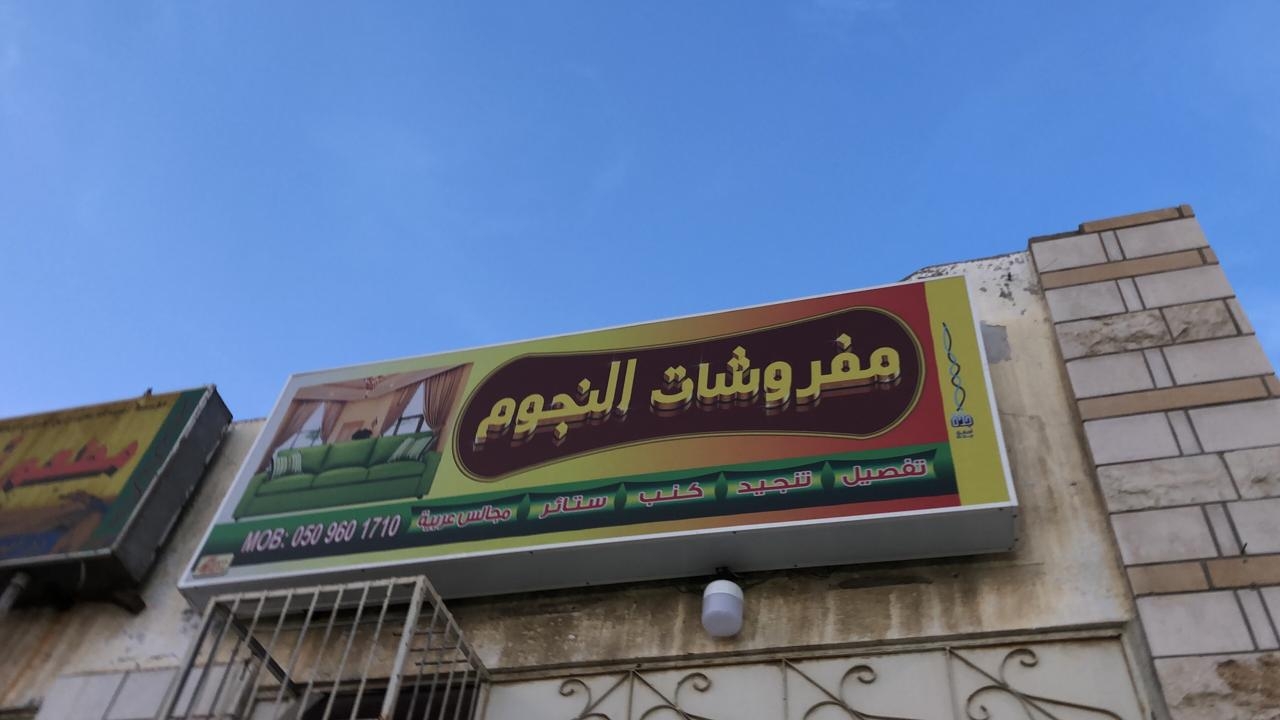 مفروشات النجوم
تفصيل تنجيد كنب ستائر مجالس عربية
MOB: 050 960 1710